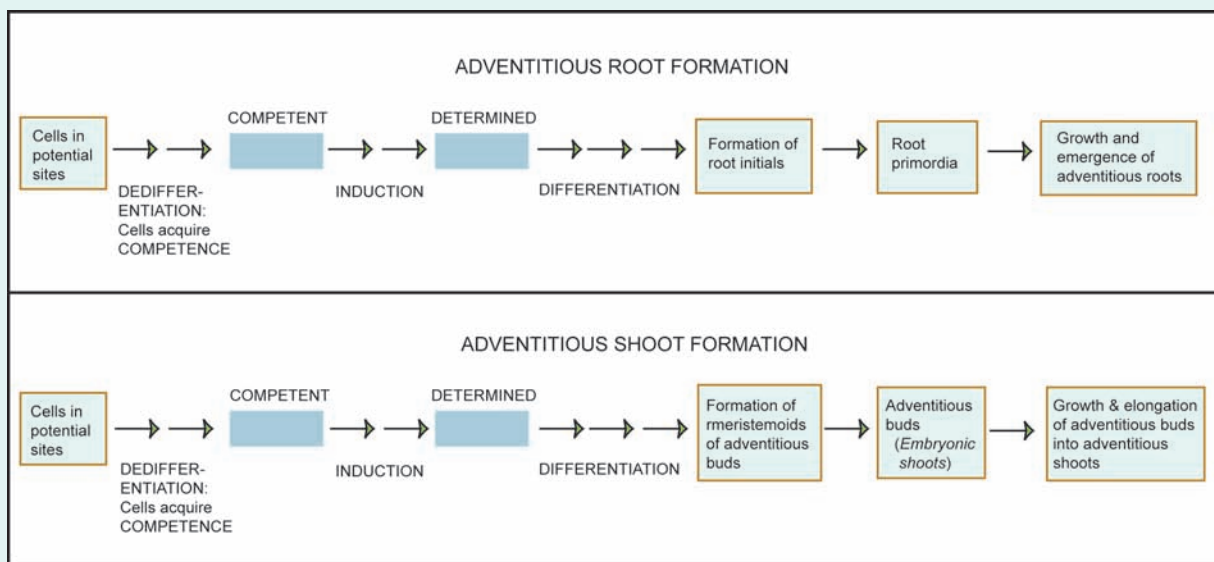 ADVENTITIOUS ROOT FORMATION
Cells in
potential
sites
DEDIFFER-
ENTIATION:
Cells acquire
COMPETENCE
COMPETENT
INDUCTION
DETERMINED
DIFFERENTIATION
Formation of
root initials
Root
primordia
Growth and
emergence of
adventitious roots
ADVENTITIOUS SHOOT FORMATION
Cells in
potential
sites
DEDIFFER-
ENTIATION:
Cells acquire
COMPETENCE
COMPETENT
INDUCTION
DETERMINED
DIFFERENTIATION
Formation of
rmeristemoids
of adventitious
buds
Adventitious
buds
(Embryonic
shoots)
Growth & elongation
of adventitious buds
into adventitious
shoots